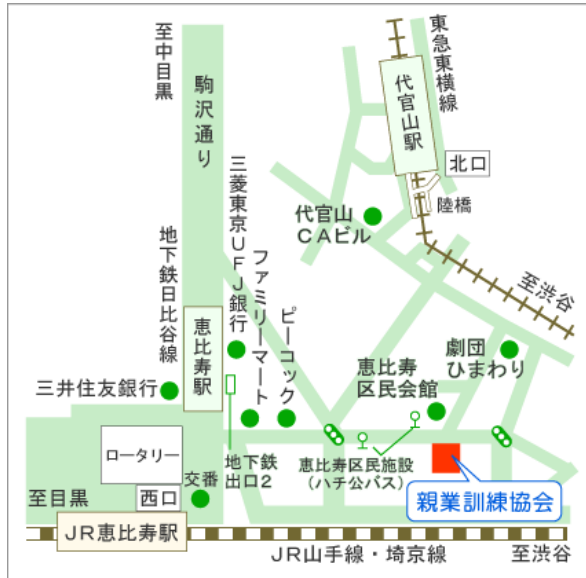 至中目黒
駒沢通り
東急東横線
代官山駅
北口
陸橋
代官山
CAビル
至渋谷
三菱東京UFJ銀行
ファミリーマート
ピーコック
地下鉄日比谷線
恵比寿駅
三井住友銀行
劇団
ひまわり
恵比寿
区民会館
ロータリー
地下鉄
出口2
恵比寿区民施設
(ハチ公バス)
親業訓練協会
交番
西口
至目黒
JR恵比寿駅
JR山手線・埼京線
至渋谷